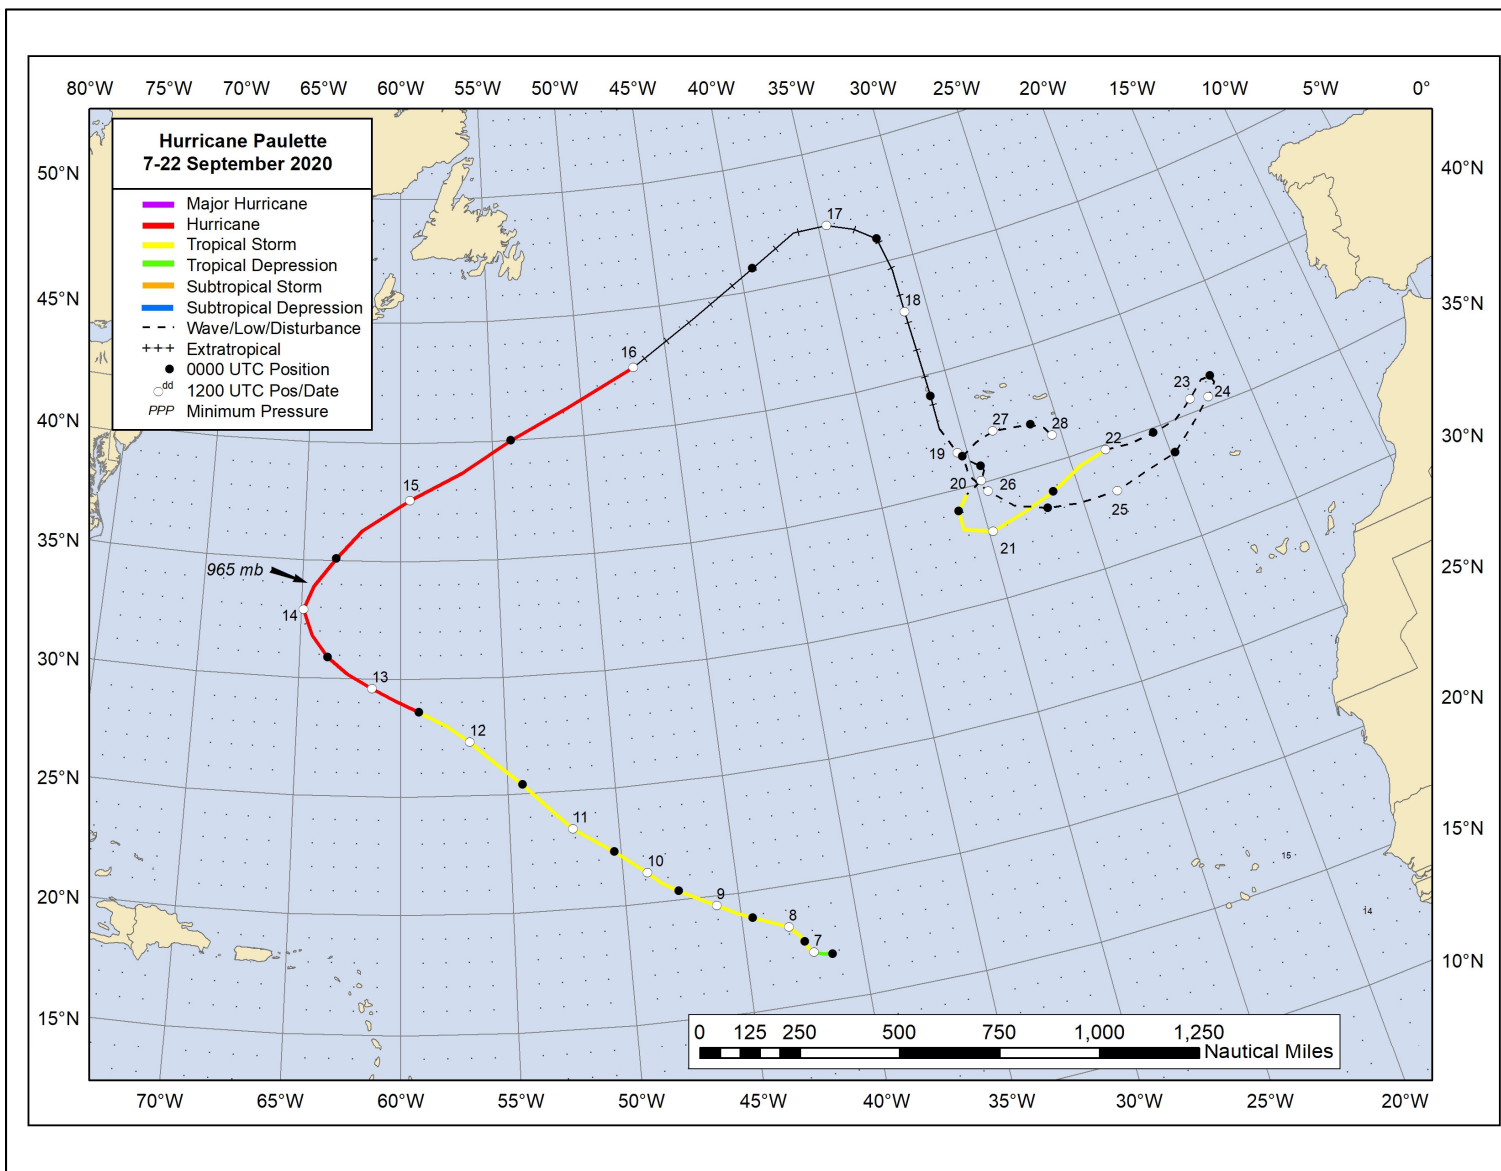 80°W 75°W 70°W 65°W 60°W 55°W 50°W 45°W 40°W 35°W 30°W 25°W 20°W 15°W 10°W 5°W 0°
Hurricane Paulette
7-22 September 2020
Major Hurricane
Hurricane
Tropical Storm
Tropical Depression
Subtropical Storm
Subtropical Depression
Wave/Low/Disturbance
Extratropical
0000 UTC Position
dd 1200 UTC Pos/Date
PPP Minimum Pressure
50°N
45°N
40°N
35°N
30°N
25°N
20°N
15°N
40°N
35°N
30°N
25°N
20°N
15°N
10°N
17
18
16
23
24
27
28
22
19
20
26
25
21
15
965 mb
14
13
12
11
10
9
8
7
15
14
0 125 250 500 750 1,000 1,250
Nautical Miles
70°W 65°W 60°W 55°W 50°W 45°W 40°W 35°W 30°W 25°W 20°W